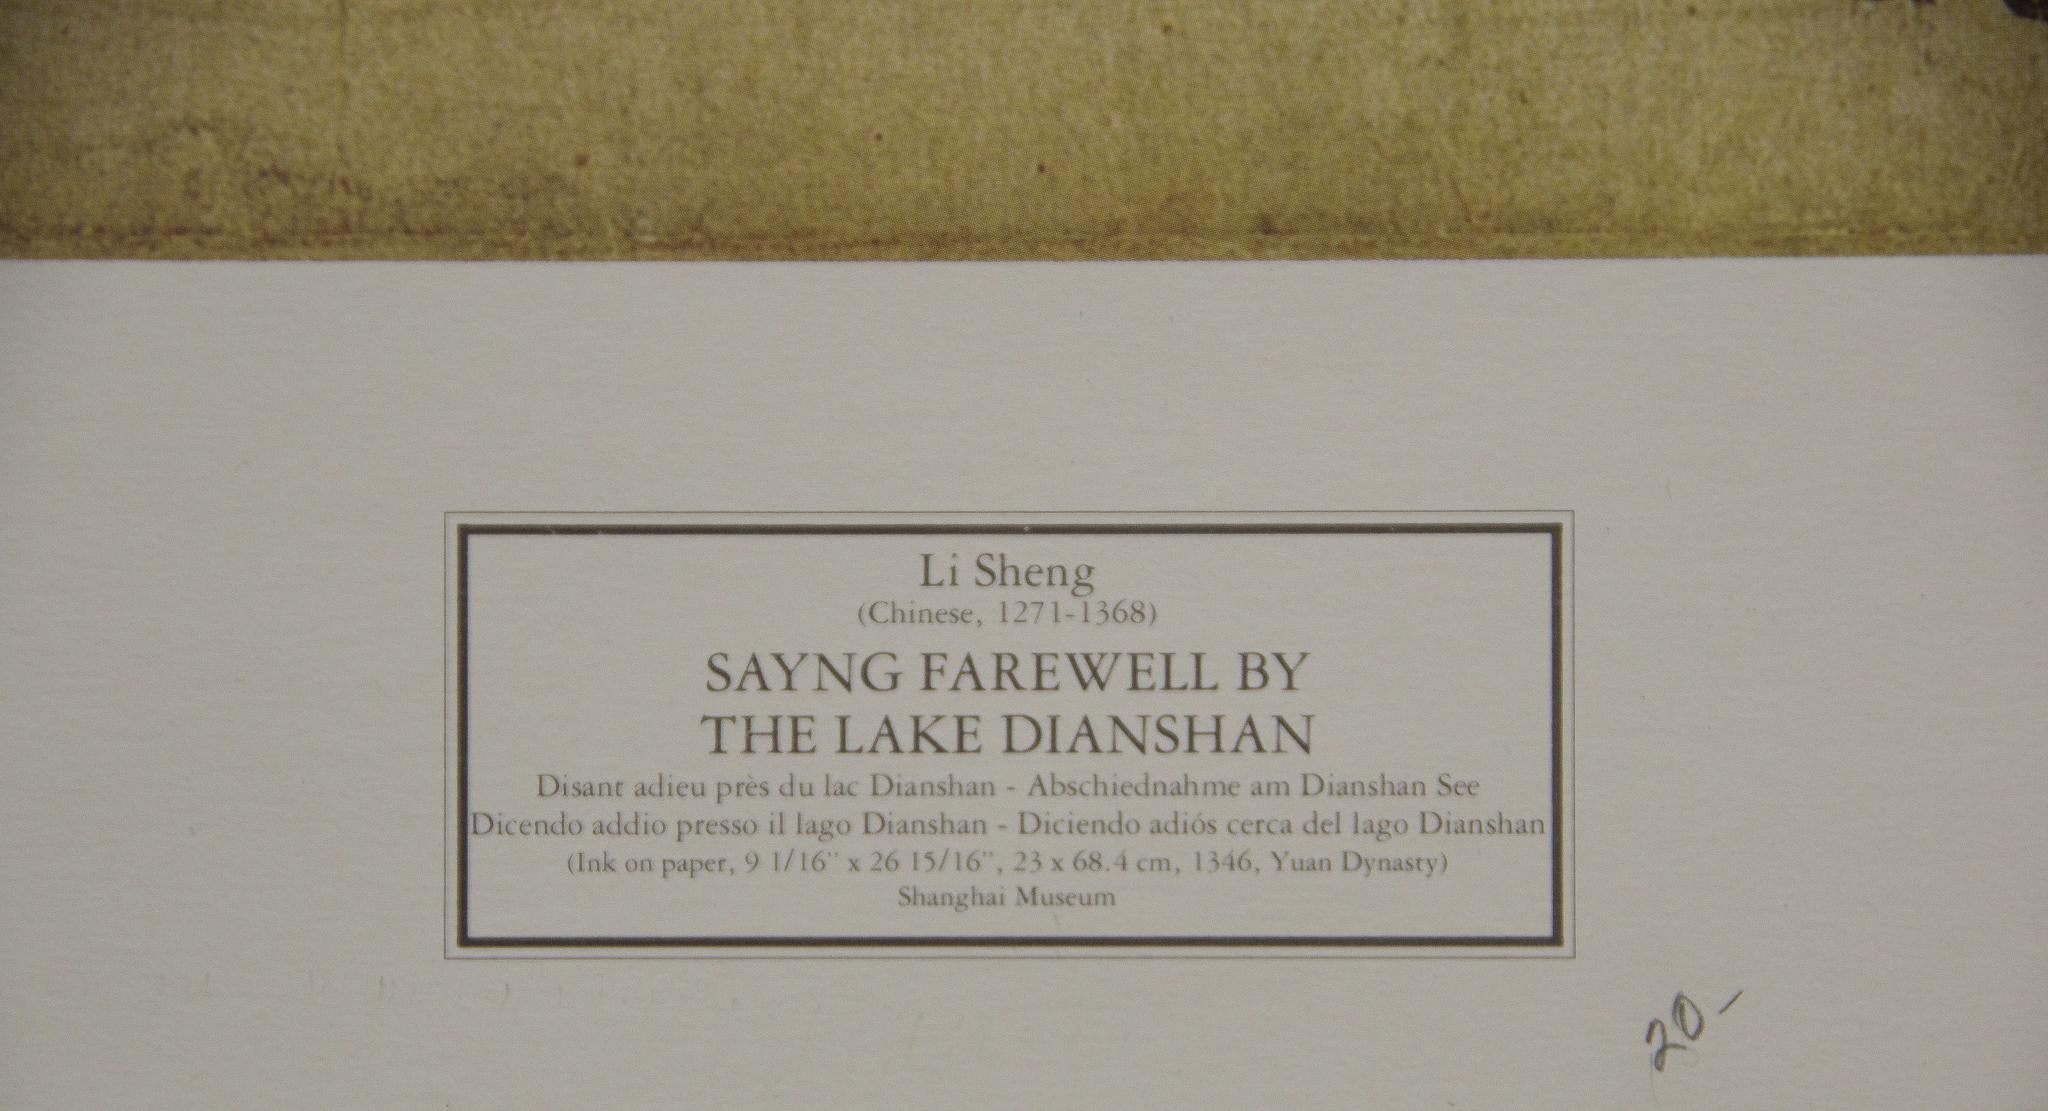 Li Sheng
(Chinese, 1271-1368)
SAYNG FAREWELL BY
THE LAKE DIANSHAN
Disant adieu près du lac Dianshan - Abschiednahme am Dianshan See
Dicendo addio presso il lago Dianshan - Diciendo adiós cerca del lago Dianshan
(Ink on paper, 9 1/16” x 26 15/16”, 23 x 68.4 cm, 1346, Yuan Dynasty)
Shanghai Museum
20-